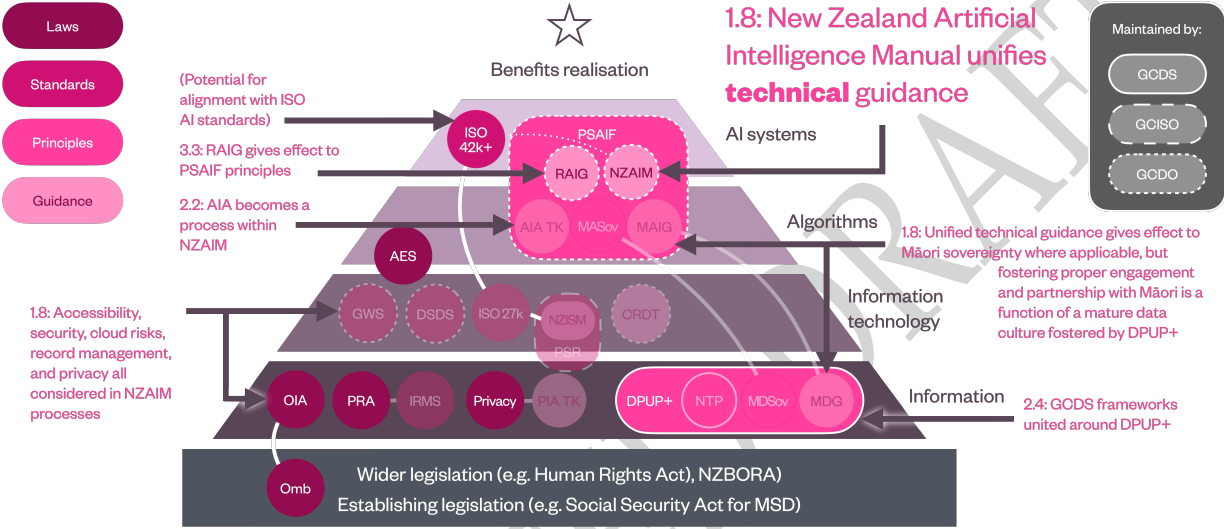 Laws
Standards
Principles
Guidance
1.8: New Zealand Artificial
Intelligence Manual unifies
technical guidance
Maintained by:
GCDS
GCISO
GCDO
Benefits realisation
(Potential for
alignment with ISO
AI standards)
3.3: RAIG gives effect to
PSAIF principles
2.2: AIA becomes a
process within
NZAIM
1.8: Accessibility,
security, cloud risks,
record management,
and privacy all
considered in NZAIM
processes
AI systems
ISO
42k+
PSAIF
RAIG
NZAIM
Algorithms
AIA TK
MASov
MAIG
1.8: Unified technical guidance gives effect to
Māori sovereignty where applicable, but
fostering proper engagement
and partnership with Māori is a
function of a mature data
culture fostered by DPUP+
AES
Information
technology
GWS
DSDS
ISO 27k
NZISM
PSR
CRDT
Information
OIA
PRA
IRMS
Privacy
PIA TK
DPUP+
NTP
MDSov
MDG
2.4: GCDS frameworks
united around DPUP+
Omb
Wider legislation (e.g. Human Rights Act), NZBORA)
Establishing legislation (e.g. Social Security Act for MSD)
DRAFT